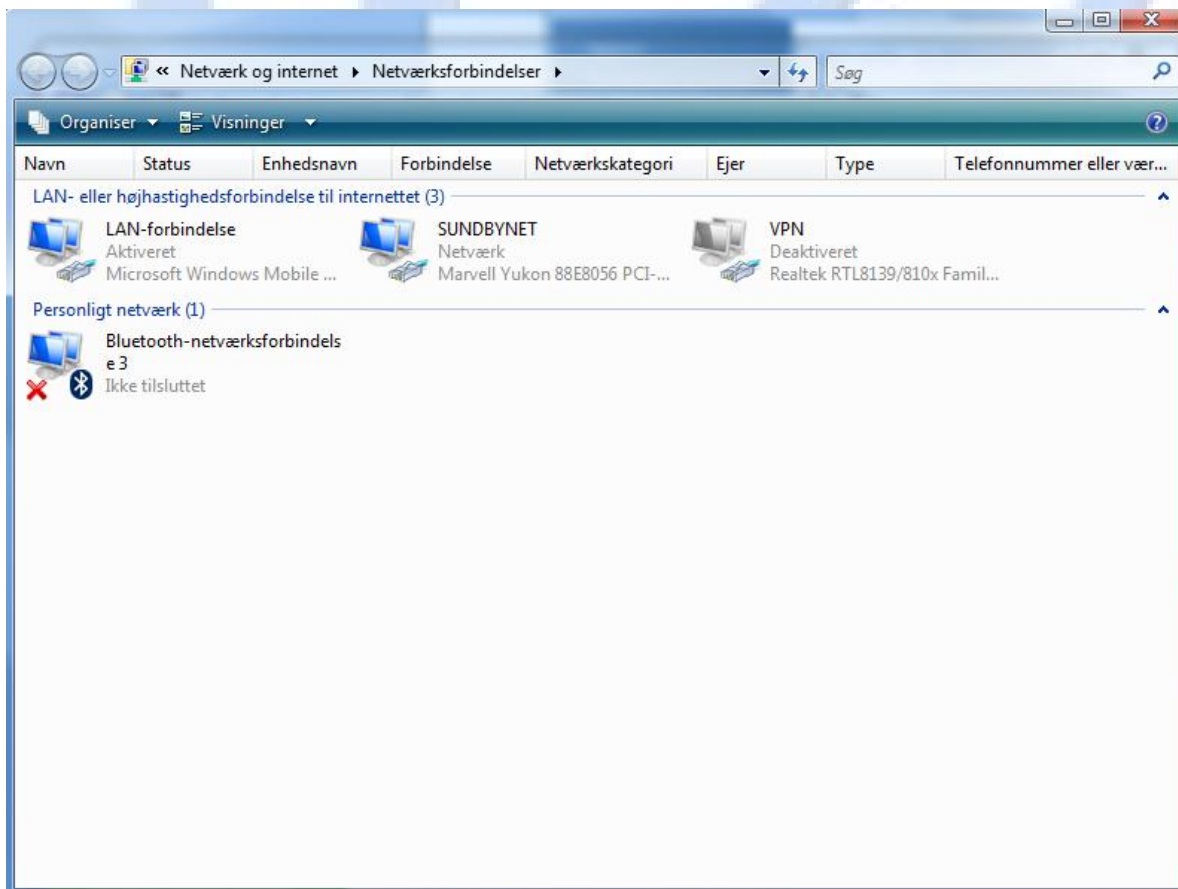 « Netværk og internet Netværksforbindelser Søg
Organiser Visninger
Navn Status Enhedsnavn Forbindelse Netværkskategori Ejer Type Telefonnummer eller vær...
LAN- eller højhastighedsforbindelse til internettet (3)
LAN-forbindelse
Aktiveret
Microsoft Windows Mobile ...
SUNDBYNET
Netværk
Marvell Yukon 88E8056 PCI-...
VPN
Deaktiveret
Realtek RTL8139/810x Famil...
Personligt netværk (1)
Bluetooth-netværksforbindels
e 3
Ikke tilsluttet